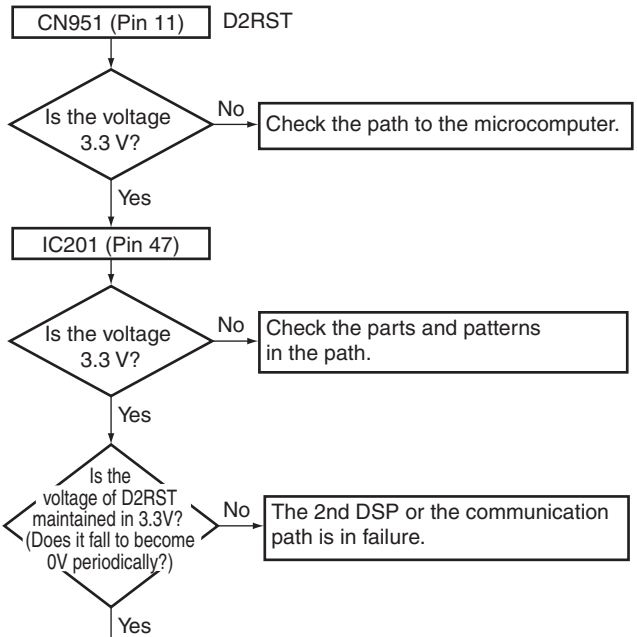 CN951 (Pin 11)
D2RST
Is the voltage
3.3 V?
No
Check the path to the microcomputer.
Yes
IC201 (Pin 47)
Is the voltage
3.3 V?
No
Check the parts and patterns
in the path.
Yes
Is the
voltage of D2RST
maintained in 3.3V?
(Does it fall to become
0V periodically?)
No
The 2nd DSP or the communication
path is in failure.
Yes